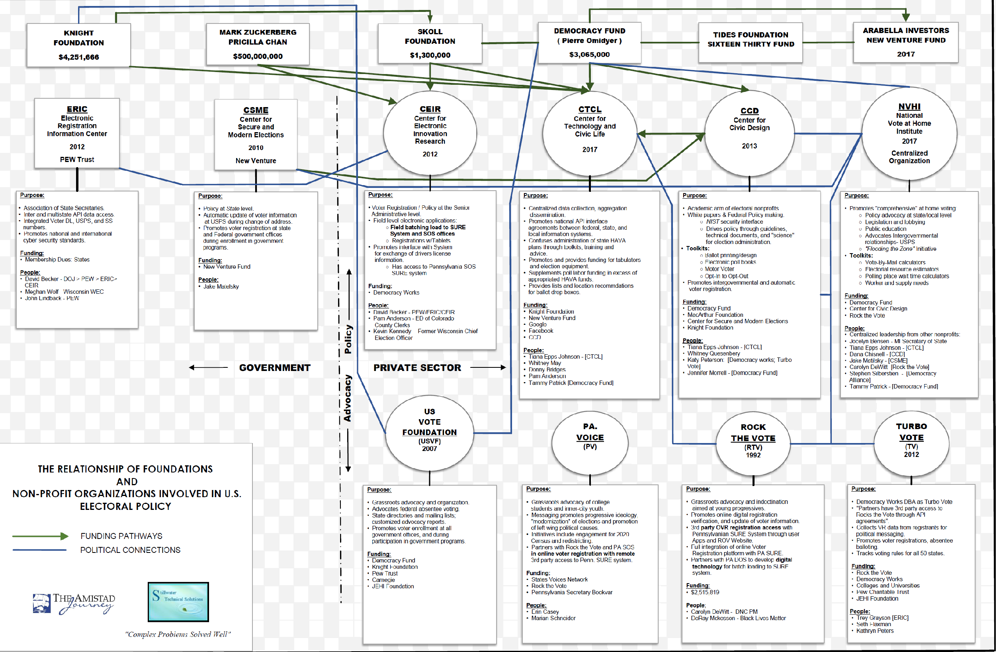 KNIGHT
FOUNDATION
$4,251,666
MARK ZUCKERBERG
PRICILLA CHAN
$500,000,000
SKOLL
FOUNDATION
$1,300,000
DEMOCRACY FUND
( Pierre Omidyer )
$3,065,000
TIDES FOUNDATION
SIXTEEN THIRTY FUND
ARABELLA INVESTORS
NEW VENTURE FUND
2017
ERIC
Electronic
Registration
Information Center
2012
PEW Trust
CSME
Center for
Secure and
Modern Elections
2010
New Venture
CEIR
Center for
Electronic
Innovation
Research
2012
CTCL
Center for
Technology and
Civic Life
2017
CCD
Center for
Civic Design
2013
NVHI
National
Vote at Home
Institute
2017
Centralized
Organization
Purpose:
• Association of State Secretaries.
• Inter and multistate API data access.
• Integrated Voter DL, USPS, and SS
numbers.
• Promotes national and international
cyber security standards.
Funding:
• Membership Dues: States
People:
• David Becker - DOJ > PEW > ERIC>
CEIR
• Meghan Wolf Wisconsin WEC
• John Lindback - PEW
Purpose:
• Policy at State level.
• Automatic update of voter information
at USPS during change of address.
• Promotes voter registration at state
and Federal government offices
during enrollment in government
programs.
Funding:
• New Venture Fund
People:
• Jake Matelsky
Purpose:
• Voter Registration / Policy at the Senior
Administrative level.
• Field level electronic applications:
○ Field batching load to SURE
System and SOS offices
○ Registrations w/Tablets
• Promotes interface with System
for exchange of drivers license
information.
○ Has access to Pennsylvania SOS
SURE system
Funding:
• Democracy Works
People:
• David Becker - PEW/ERIC/CEIR
• Pam Anderson - ED of Colorado
County Clerks
• Kevin Kennedy Former Wisconsin Chief
Election Officer
Purpose:
• Centralized data collection, aggregation
dissemination.
• Promotes national API interface
agreements between federal, state, and
local information systems.
• Confuses administration of state HAVA
plans through toolkits, training and
advice.
• Promotes and provides funding for tabulators
and election equipment.
• Supplements poll labor funding in excess of
appropriated HAVA funds.
• Provides lists and location recommdations
for ballot drop boxes.
Funding:
• Knight Foundation
• New Venture Fund
• Google
• Facebook
• CCD
People:
• Tiana Epps Johnson - [CTCL]
• Whitney May
• Donny Bridges
• Pam Anderson
• Tammy Patrick [Democracy Fund]
Purpose:
• Academic arm of electoral nonprofits
• White papers & Federal Policy making.
○ NIST security interface
○ Drives policy through guidelines,
technical documents, and "science"
for election administration.
• Toolkits:
○ Ballot printing/design
○ Electronic poll books
○ Motor Voter
○ Opt-In to Opt-Out
• Promotes intergovernmental and automatic
voter registration.
Funding:
• Democracy Fund
• MacArthur Foundation
• Center for Secure and Modern Elections
• Knight Foundation
People:
• Tiana Epps Johnson - [CTCL]
• Whitney Quesenbery
• Katy Peterson: [Democracy works; Turbo
Vote]
• Jennifer Morrell - [Democracy Fund]
Purpose:
• Promotes "comprehensive" at home voting:
○ Policy advocacy at state/local level
○ Legislation and lobbying
○ Public education
○ Advocates Intergovernmental
relationships- USPS
○ "Flooding the Zone" Initiative
• Toolkits:
○ Vote-By-Mail calculators
○ Electorial resource estimators
○ Polling place wait time calculators
○ Worker and supply needs
Funding:
• Democracy Fund
• Center for Civic Design
• Rock the Vote
People:
• Centralized leadership from other nonprofits:
• Jocelyn Bensen - MI Secretary of State
• Tiana Epps Johnson - [CTCL]
• Dana Chisnell - [CCD]
• Jake Matilsky - [CSME]
• Carolyn DeWitt [Rock the Vote]
• Stephen Silberstien - [Democracy
Alliance]
• Tammy Patrick - [Democracy Fund]
Policy
GOVERNMENT
PRIVATE SECTOR
Advocacy
US
VOTE
FOUNDATION
(USVF)
2007
PA.
VOICE
(PV)
ROCK
THE VOTE
(RTV)
1992
TURBO
VOTE
(TV)
2012
Purpose:
• Grassroots advocacy and organization.
• Advocates federal absentee voting.
• State directories and mailing lists;
customized advocacy reports.
• Promotes voter enrollment at all
government offices, and during
participation in government programs.
Funding:
• Democracy Fund
• Knight Foundation
• Pew Trust
• Carnegie
• JEHI Foundation
Purpose:
• Grassroots advocacy of college
students and inner-city youth.
• Messaging promotes progressive ideology,
"modernization" of elections and promotion
of left wing political causes.
• Initiatives include engagement for 2020
Census and redistricting.
• Partners with Rock the Vote and PA SOS
in online voter registration with remote
3rd party access to Penn. SURE system.
Funding:
• States Voices Network
• Rock the Vote
• Pennsylvania Secretary Bookvar
People:
• Erin Casey
• Marian Schneider
Purpose:
• Grassroots advocacy and indoctination
aimed at young progressives.
• Promotes online digital registration
verification, and update of voter information.
• 3rd party OVR registration access with
Pennsylvanian SURE System through user
Apps and ROV Website.
• Full integration of online Voter
Registration platform with PA SURE.
• Partners with PA DOS to develop digital
technology for batch loading to SURE
system.
Funding:
• $2,515,819
People;
• Carolyn DeWitt - DNC PM
• DeRay Mckesson - Black Lives Matter
Purpose:
• Democracy Works DBA as Turbo Vote
• "Partners have 3rd party access to
Rocks the Vote through API
agreements".
• Collects VR data from registrants for
political messaging.
• Promotes voter registrations, absentee
balloting.
• Tracks voting rules for all 50 states.
Funding:
• Rock the Vote
• Democracy Works
• Colleges and Universities
• Pew Charitable Trust
• JEHI Foundation
People:
• Trey Grayson [ERIC]
• Seth Flaxman
• Kathryn Peters
THE RELATIONSHIP OF FOUNDATIONS
AND
NON-PROFIT ORGANIZATIONS INVOLVED IN U.S.
ELECTORAL POLICY
FUNDING PATHWAYS
POLITICAL CONNECTIONS
THE AMISTAD
Journey
Stillwater
Technical Solutions
"Complex Problems Solved Well"